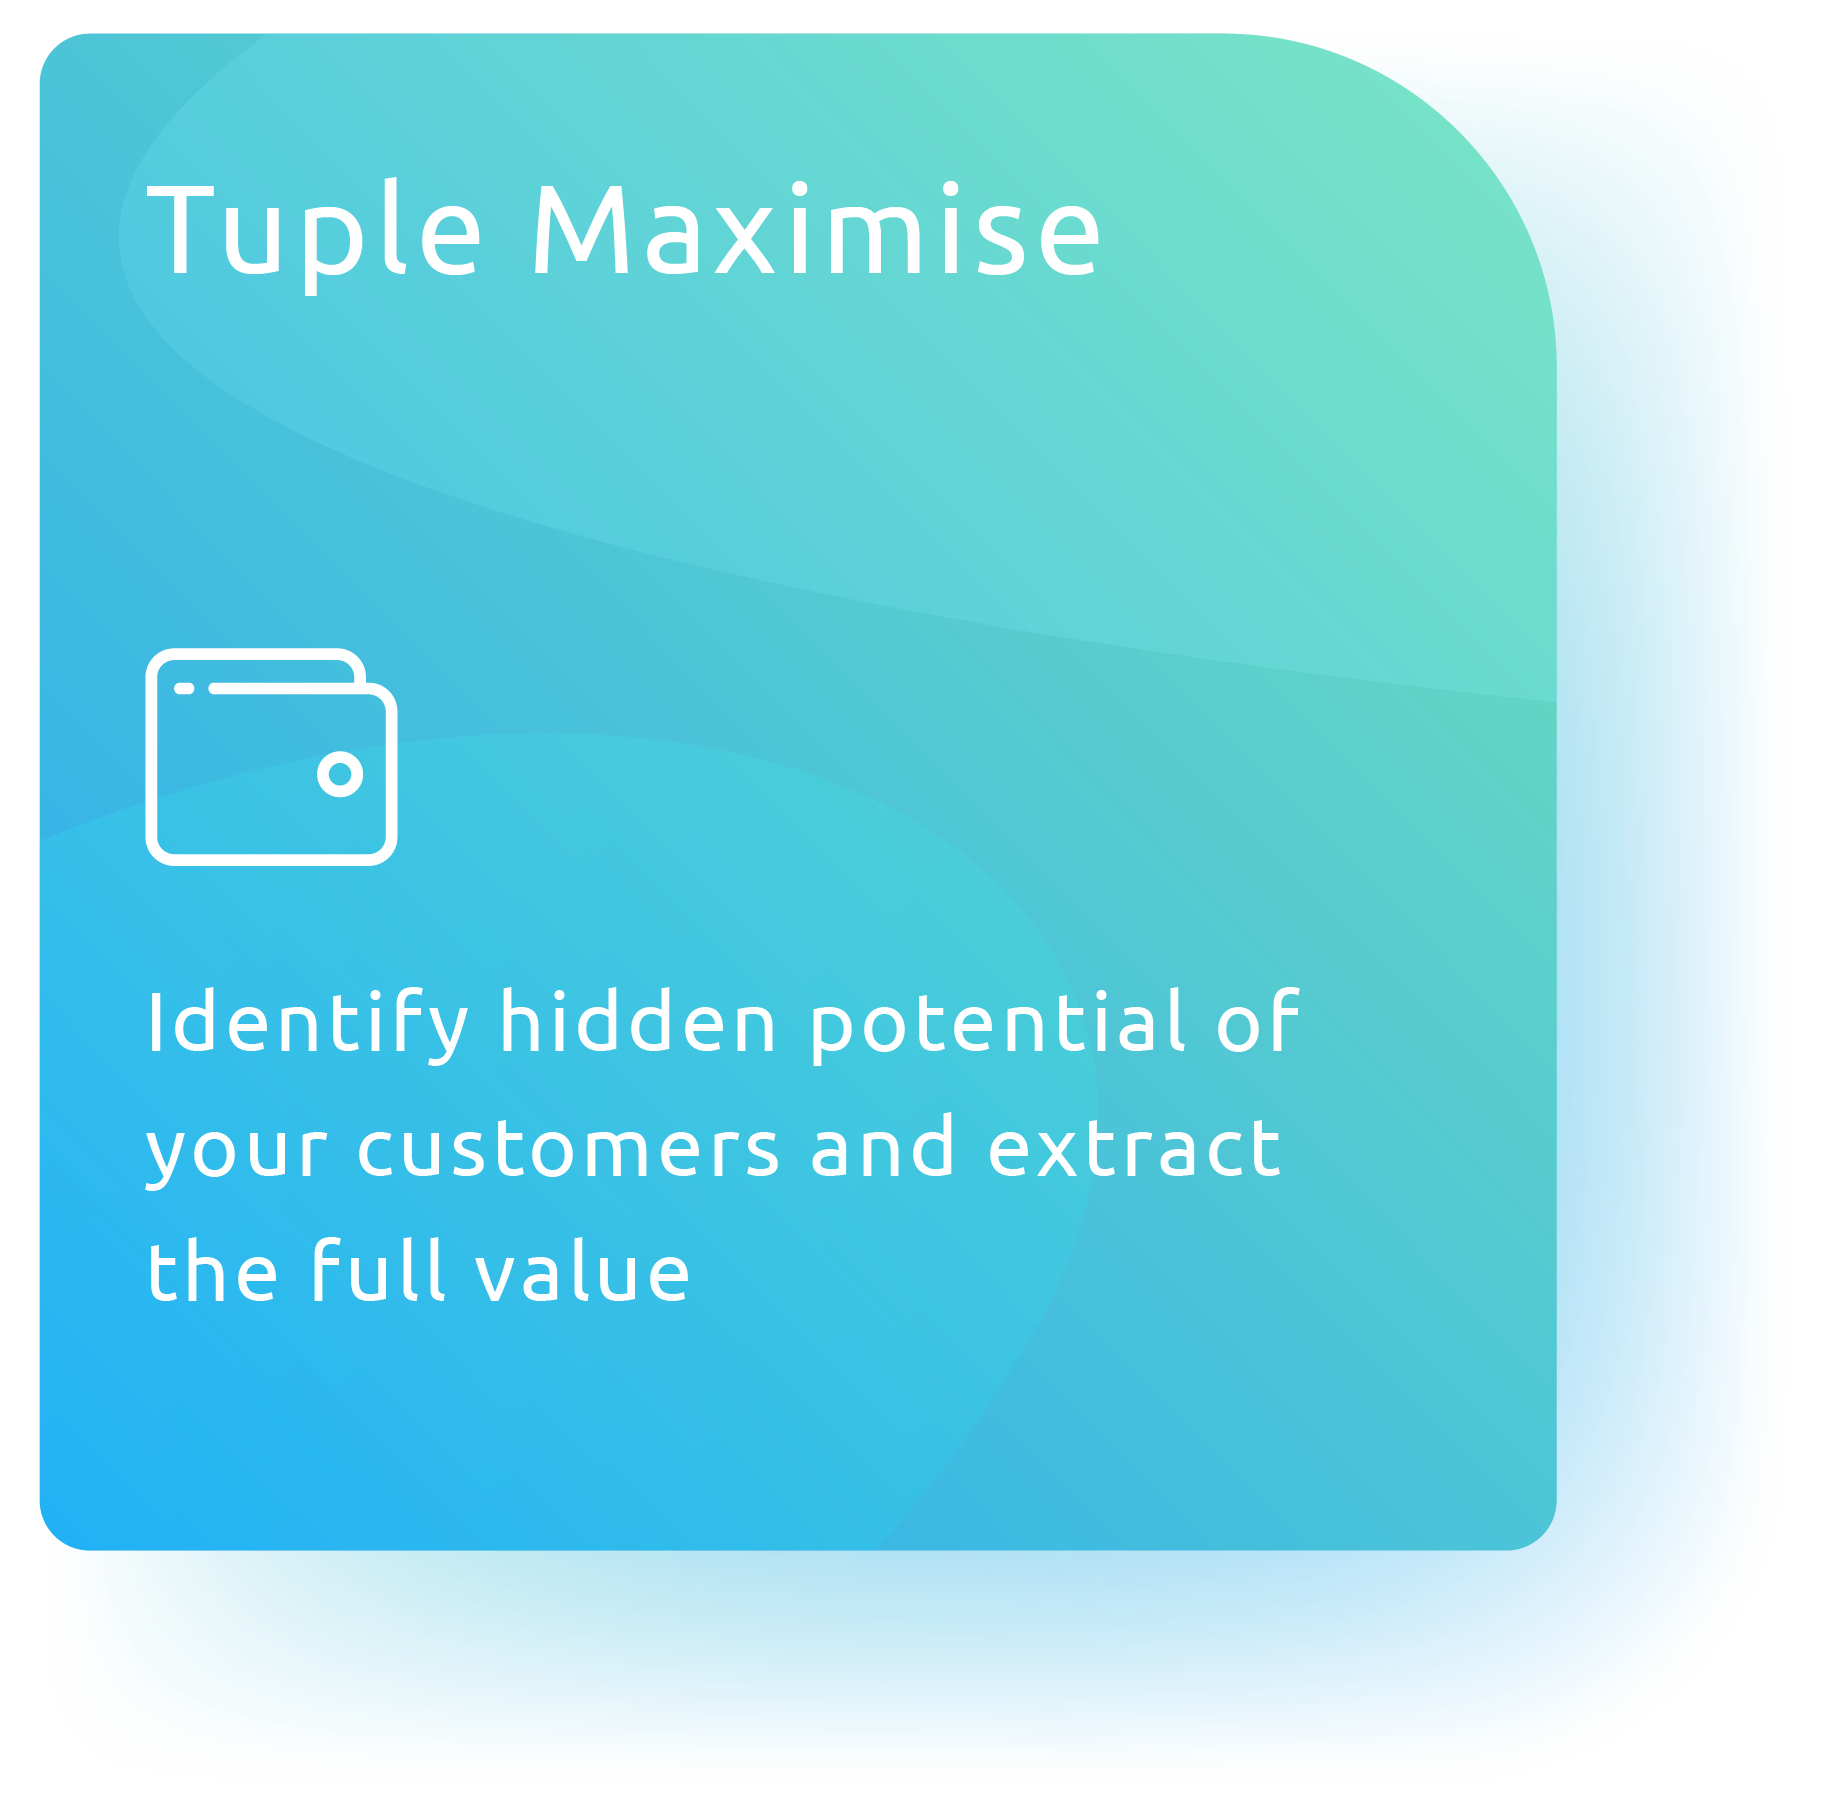 Tuple Maximise
Identify hidden potential of
your customers and extract
the full value